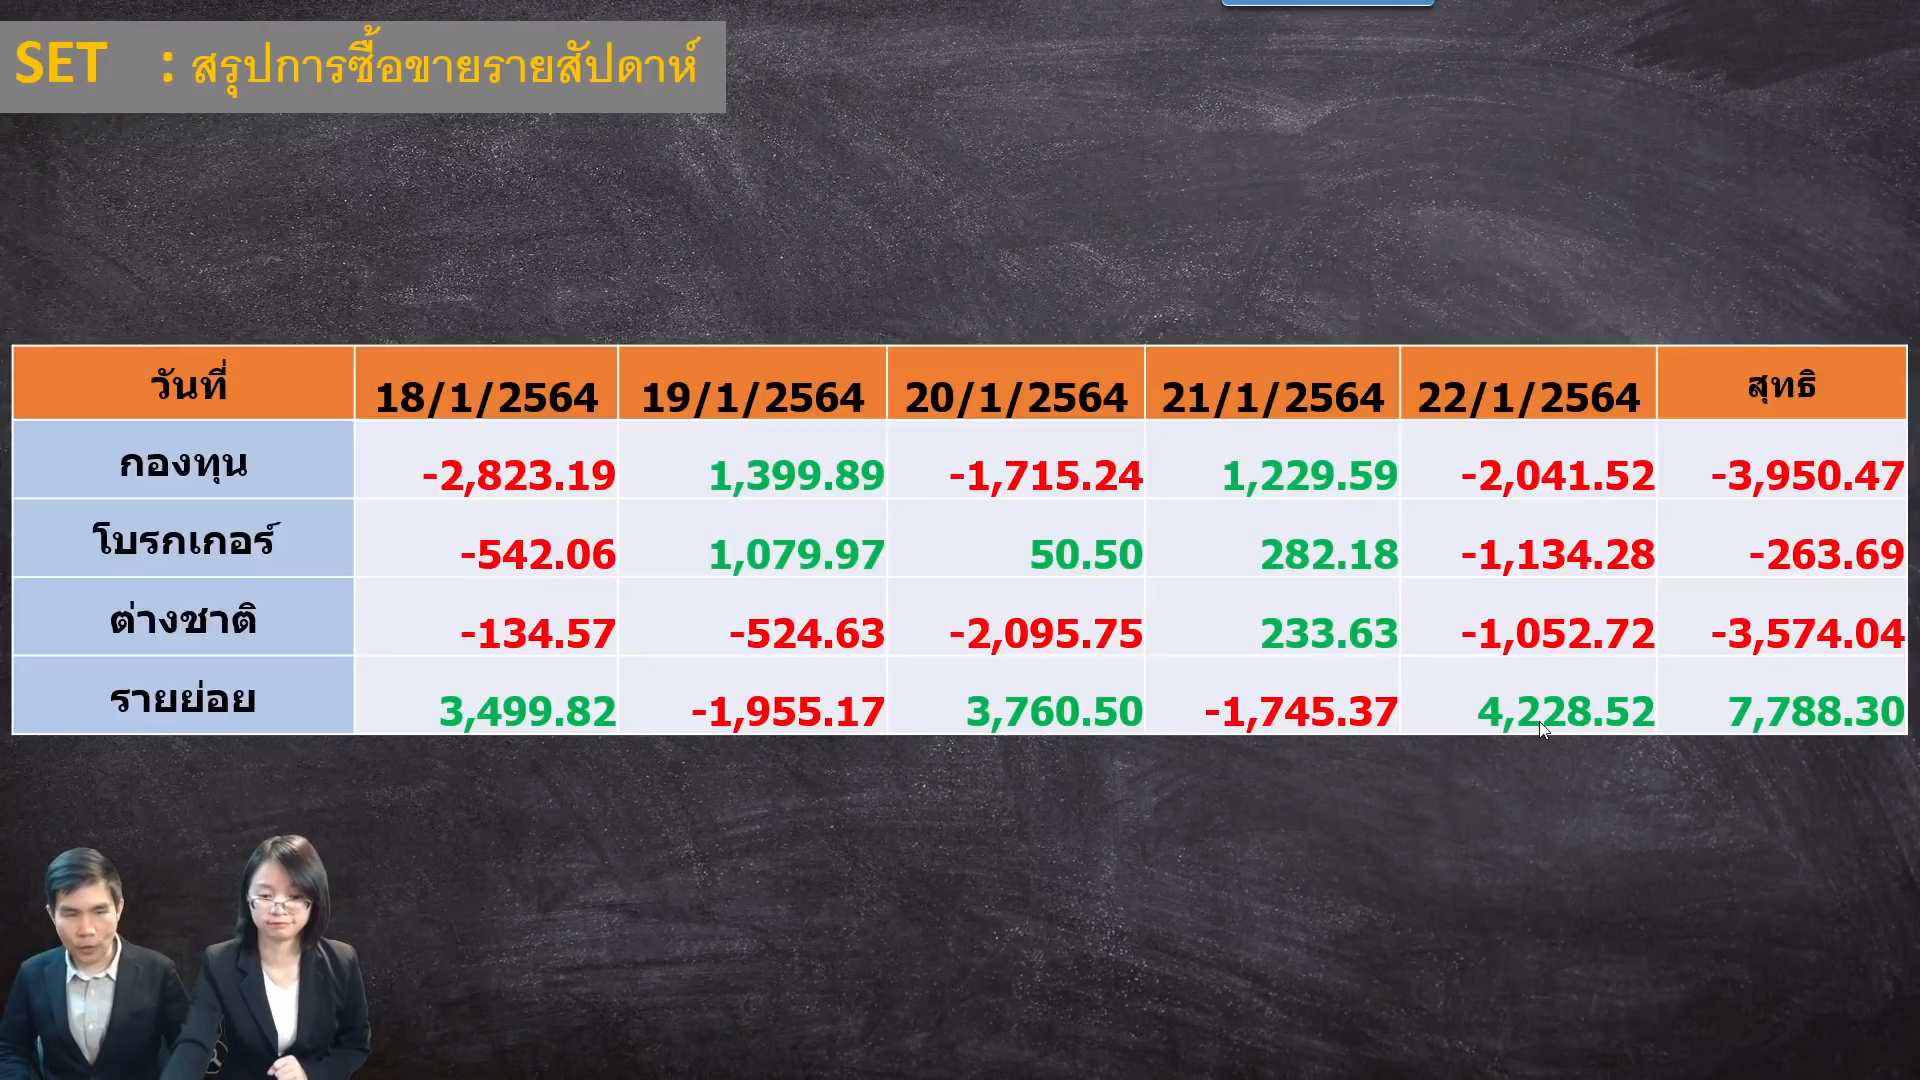 SET : สรุปการซื้อขายรายสัปดาห์
วันที่ 18/1/2564 19/1/2564 20/1/2564 21/1/2564 22/1/2564 สุทธิ
กองทุน -2,823.19 1,399.89 -1,715.24 1,229.59 -2,041.52 -3,950.47
โบรกเกอร์ -542.06 1,079.97 50.50 282.18 -1,134.28 -263.69
ต่างชาติ -134.57 -524.63 -2,095.75 233.63 -1,052.72 -3,574.04
รายย่อย 3,499.82 -1,955.17 3,760.50 -1,745.37 4,228.52 7,788.30